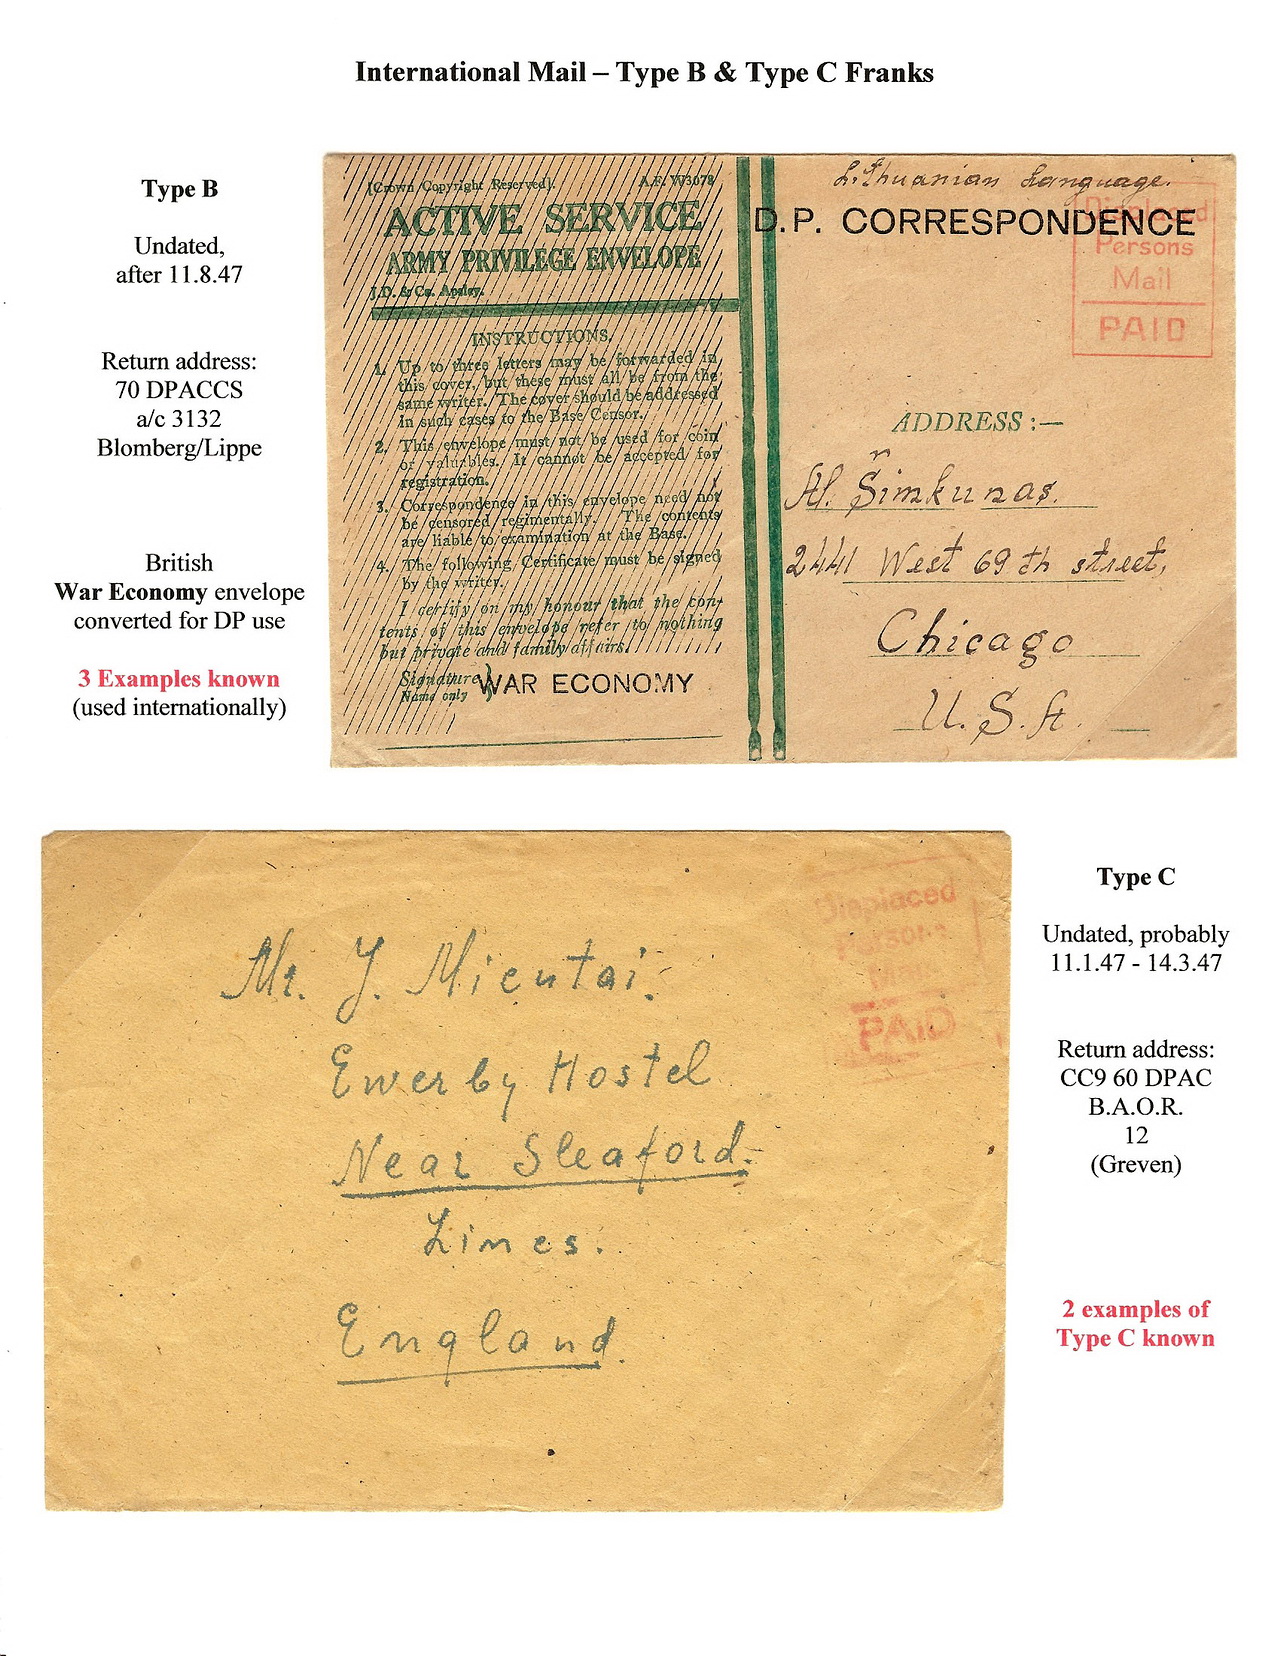 International Mail – Type B & Type C Franks
Type B
Undated,
after 11.8.47
Return address:
70 DPACCS
a/c 3132
Blomberg/Lippe
British
War Economy envelope
converted for DP use
3 Examples known
(used internationally)
[Crown Copyright Reserved].
A.F. W3078
ACTIVE SERVICE
ARMY PRIVILEGE ENVELOPE
J.D. & Co. Apsley.
INSTRUCTIONS.
1. Up to three letters may be forwarded in
this cover, but these must all be from the
same writer. The cover should be addressed
in such cases to the Base Censor.
2. This envelope must not be used for coin
or valuables. It cannot be accepted for
registration.
3. Correspondence in this envelope need not
be censored regimentally. The contents
are liable to examination at the Base.
4. The following Certificate must be signed
by the writer.
I certify on my honour that the con-
tents of this envelope refer to nothing
but private and family affairs.
Signature
Name only
WAR ECONOMY
Lithuanian Language.
D.P. CORRESPONDENCE
Displaced
Persons
Mail
PAID
ADDRESS :—
Šimkunas.
2441 West 69 th street,
Chicago
U.S.A.
Mr. J. Mieutai.
Ewerby Hostel
Near Sleaford.
Lincs.
England.
Displaced
Persons
Mail
PAID
Type C
Undated, probably
11.1.47 - 14.3.47
Return address:
CC9 60 DPAC
B.A.O.R.
12
(Greven)
2 examples of
Type C known